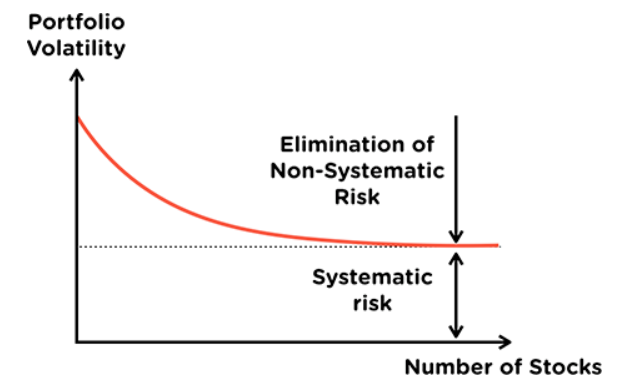 Portfolio
Volatility
Elimination of
Non-Systematic
Risk
Systematic
risk
Number of Stocks